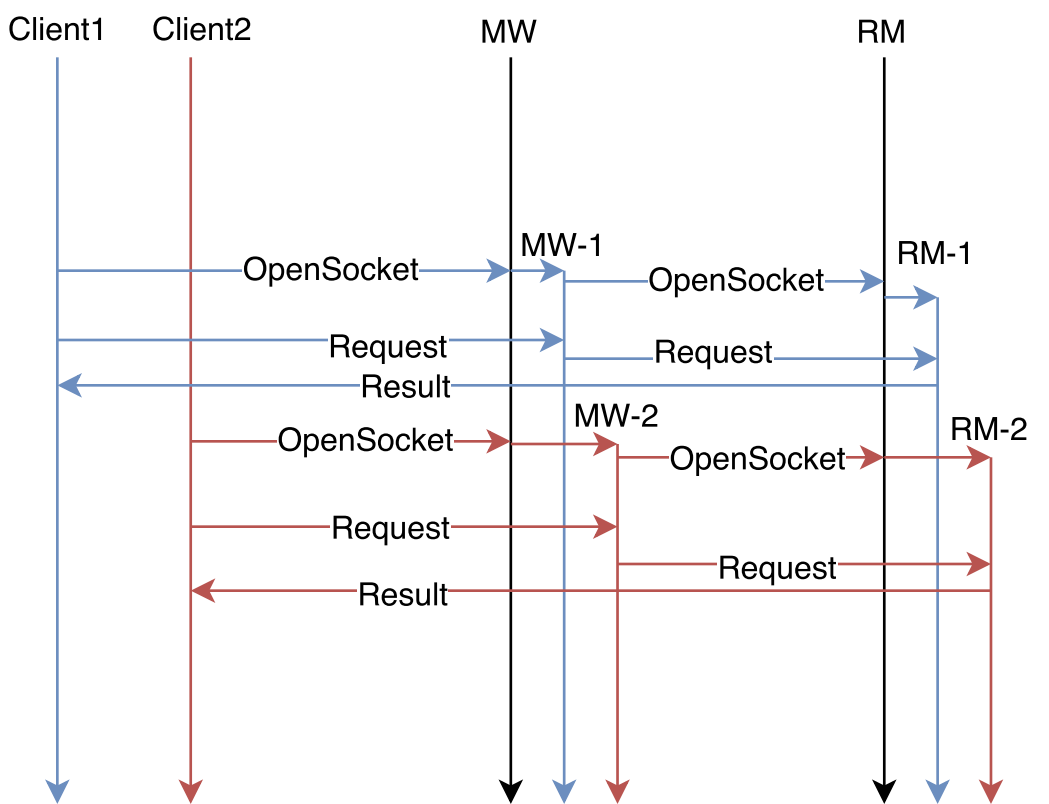 Client1
Client2
MW
RM
MW-1
RM-1
OpenSocket
OpenSocket
Request
Request
Result
MW-2
RM-2
OpenSocket
OpenSocket
Request
Request
Result